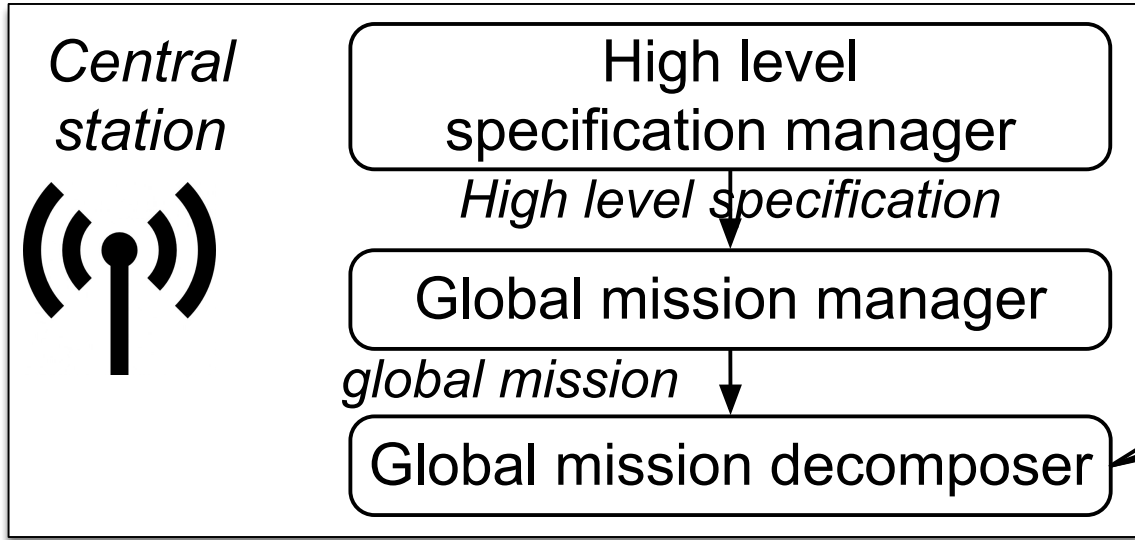 Central
station
High level
specification manager
High level specification
Global mission manager
global mission
Global mission decomposer